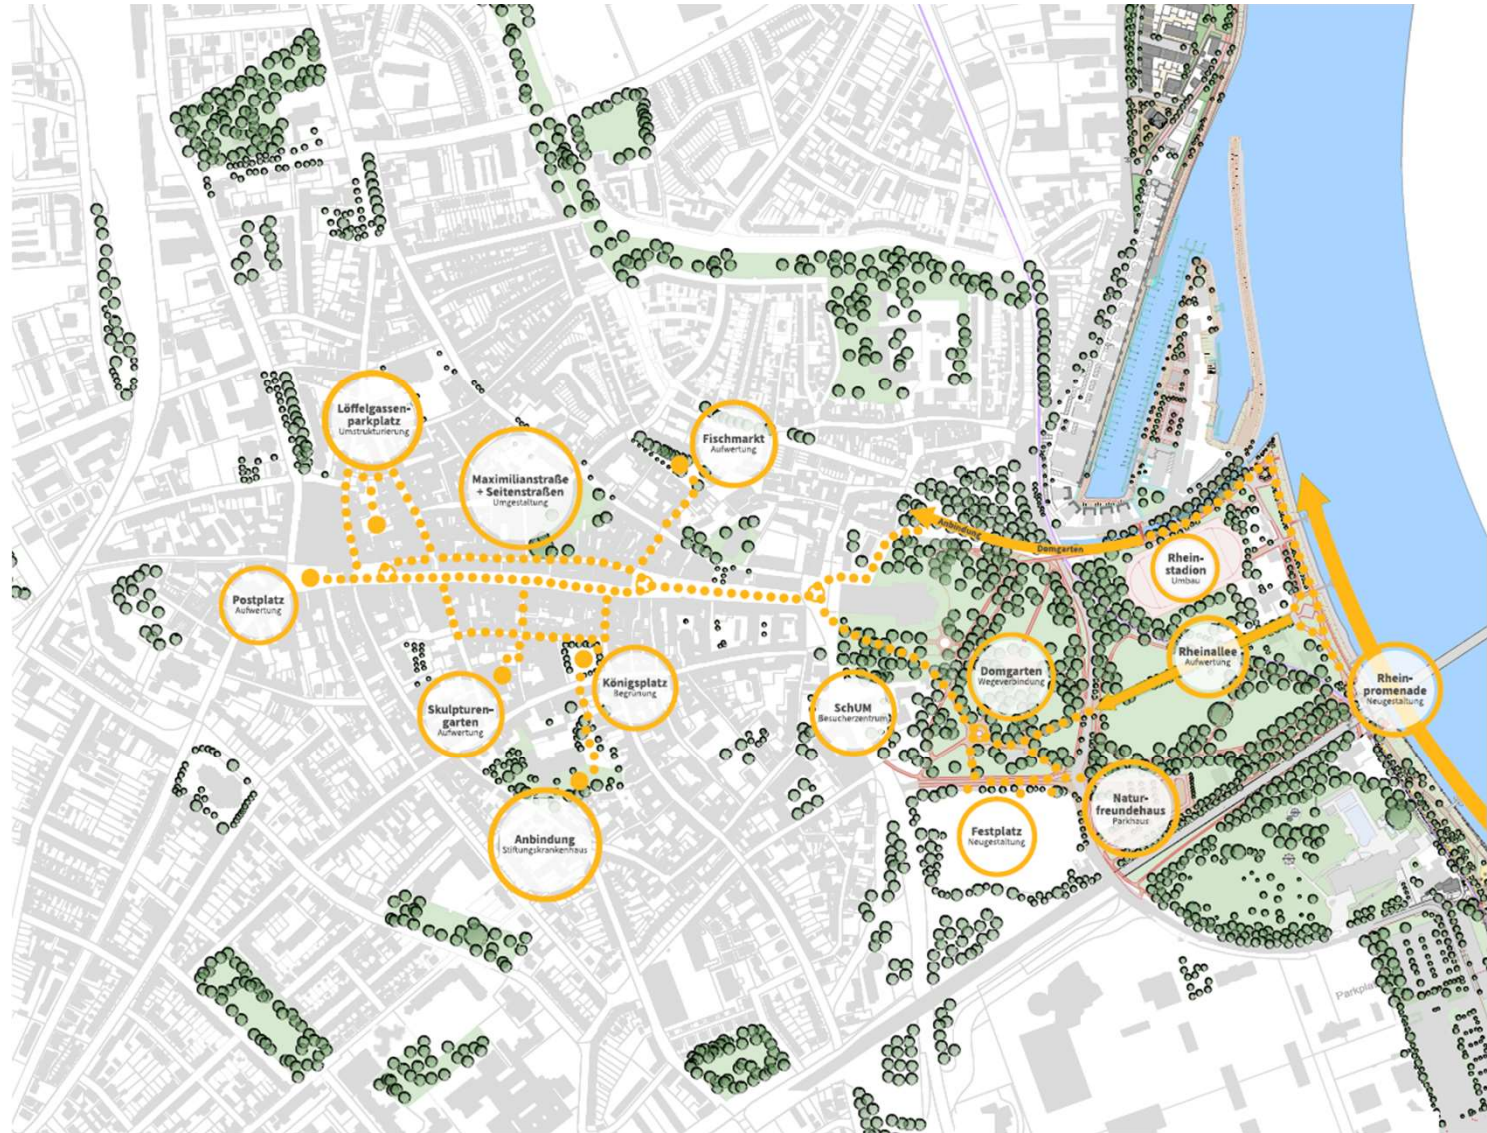 Löffelgassen-
parkplatz
Umstrukturierung
Maximilianstraße
+ Seitenstraßen
Umgestaltung
Fischmarkt
Aufwertung
Anbindung
Domgarten
Rhein-
stadion
Umbau
Postplatz
Aufwertung
Rheinallee
Aufwertung
Domgarten
Wegeverbindung
Königsplatz
Begrünung
Rhein-
promenade
Neugestaltung
Skulpturen-
garten
Aufwertung
SchUM
Besucherzentrum
Natur-
freundehaus
Parkhaus
Festplatz
Neugestaltung
Anbindung
Stiftungskrankenhaus